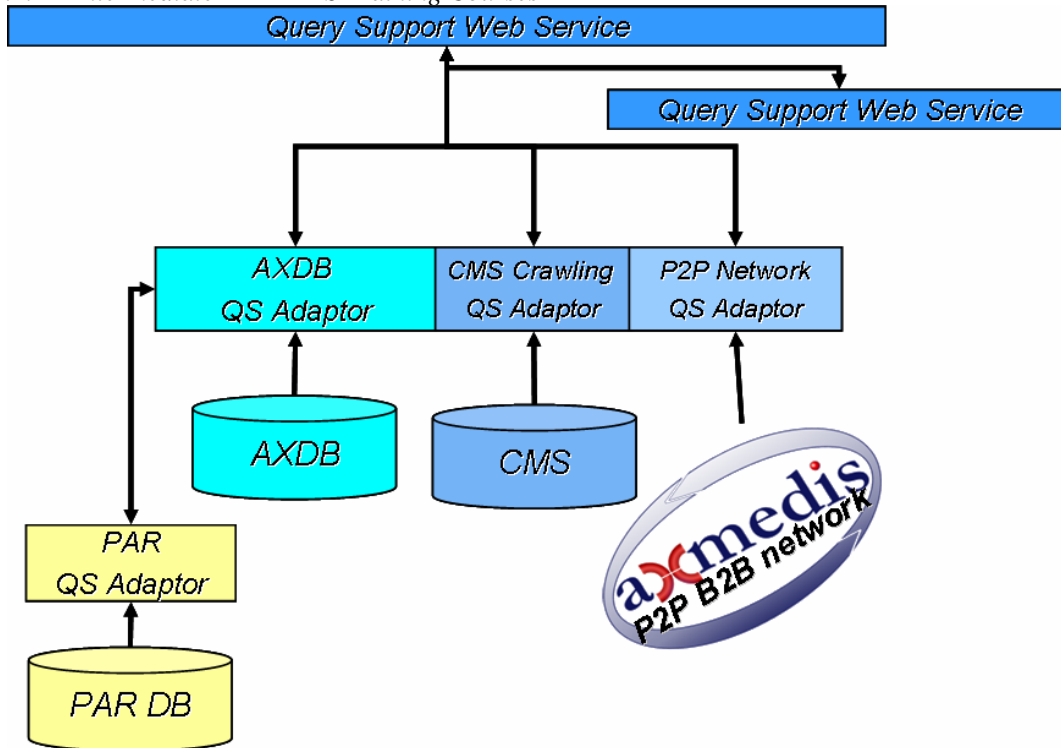 Query Support Web Service
Query Support Web Service
AXDB
QS Adaptor
CMS Crawling
QS Adaptor
P2P Network
QS Adaptor
AXDB
CMS
axmedis
P2P B2B network
PAR
QS Adaptor
PAR DB